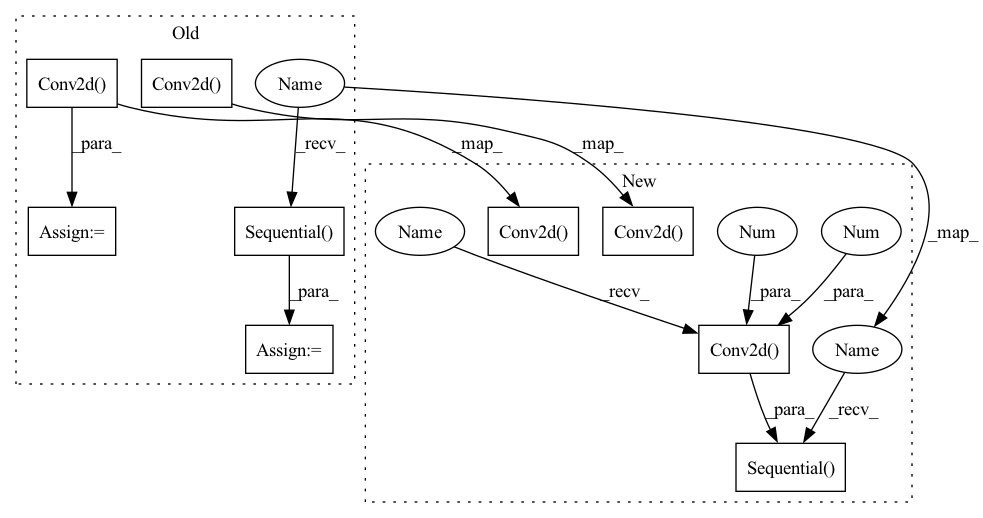 Old
Conv2d()
Conv2d()
Name
_para_
_recv_
_map_
_map_
New
Assign:=
Sequential()
Name
Conv2d()
Conv2d()
Num
Num
_map_
_para_
_recv_
_para_
_para_
Assign:=
Conv2d()
Name
_para_
_recv_
Sequential()